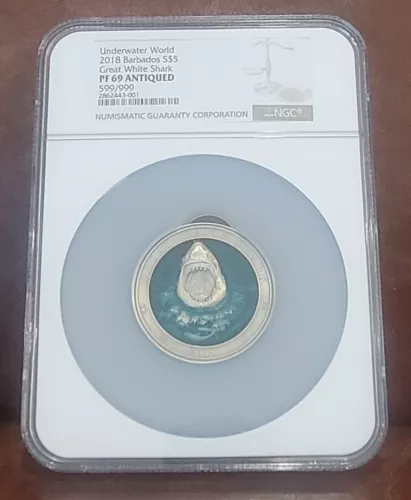 Underwater World
2018 Barbados S$5
Great White Shark
PF 69 ANTIQUED
599/999
2862443-001
NUMISMATIC GUARANTY CORPORATION
NGC®